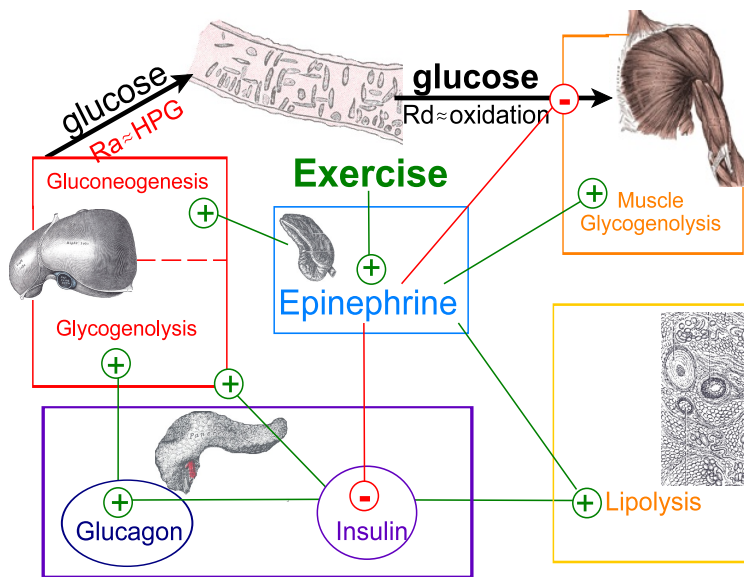 glucose
Ra≈HPG
glucose
Rd≈oxidation
-
Gluconeogenesis
+
Exercise
+
Epinephrine
+
Muscle
Glycogenolysis
Glycogenolysis
+
+
+
Glucagon
-
Insulin
+
Lipolysis